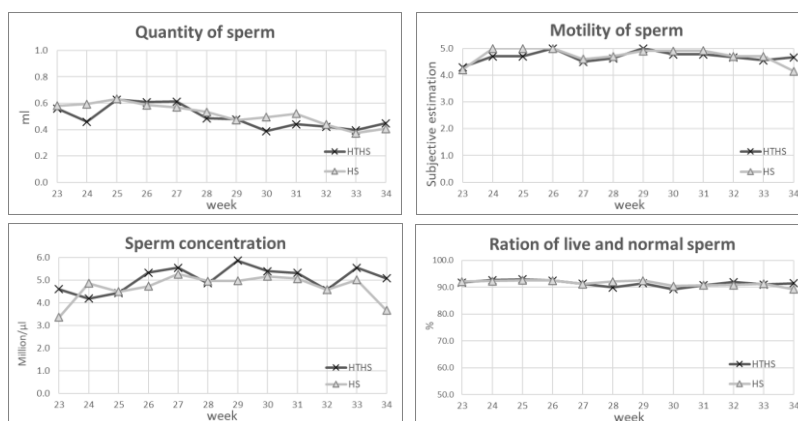 Quantity of sperm
1.0
0.8
0.6
0.4
0.2
0.0
ml
23 24 25 26 27 28 29 30 31 32 33 34
week
HTHS
HS
Motility of sperm
5.0
4.0
3.0
2.0
1.0
0.0
Subjective estimation
23 24 25 26 27 28 29 30 31 32 33 34
week
HTHS
HS
Sperm concentration
6.0
5.0
4.0
3.0
2.0
1.0
0.0
Million/µl
23 24 25 26 27 28 29 30 31 32 33 34
week
HTHS
HS
Ration of live and normal sperm
100.0
90.0
80.0
70.0
60.0
50.0
%
23 24 25 26 27 28 29 30 31 32 33 34
week
HTHS
HS